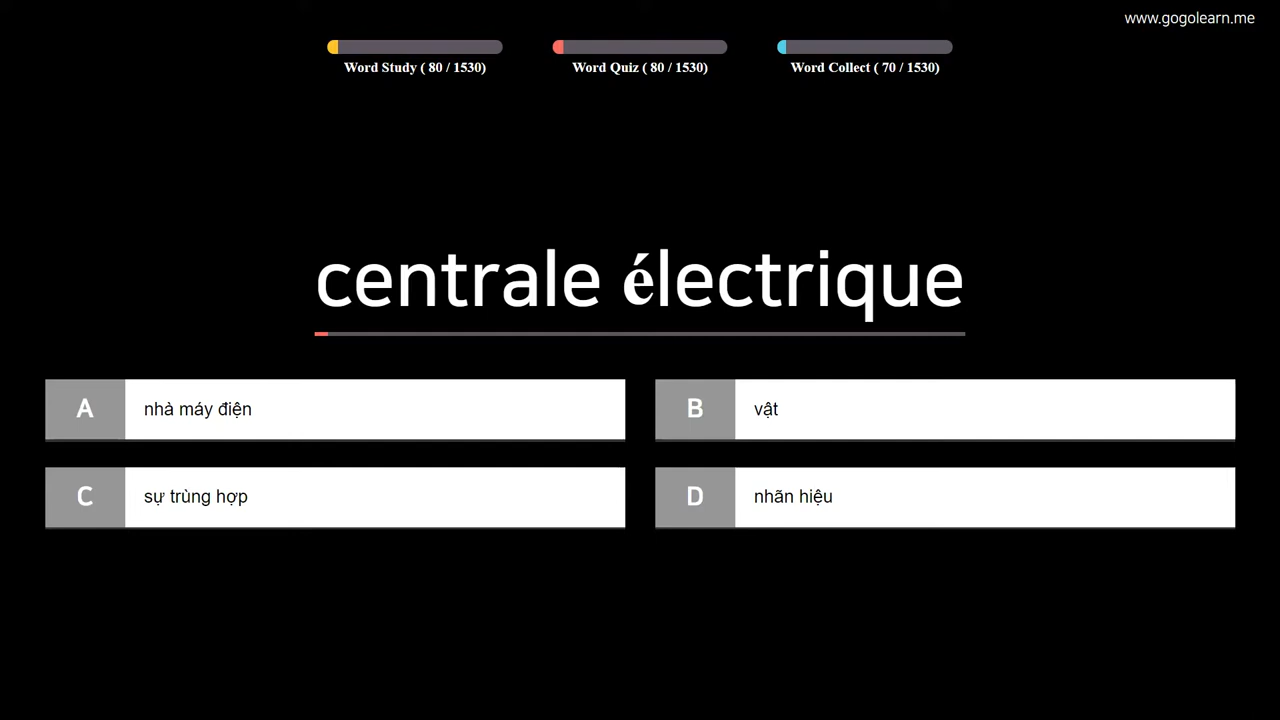 www.gogolearn.me
Word Study ( 80 / 1530)
Word Quiz ( 80 / 1530)
Word Collect ( 70 / 1530)
centrale électrique
A nhà máy điện
B vật
C sự trùng hợp
D nhãn hiệu